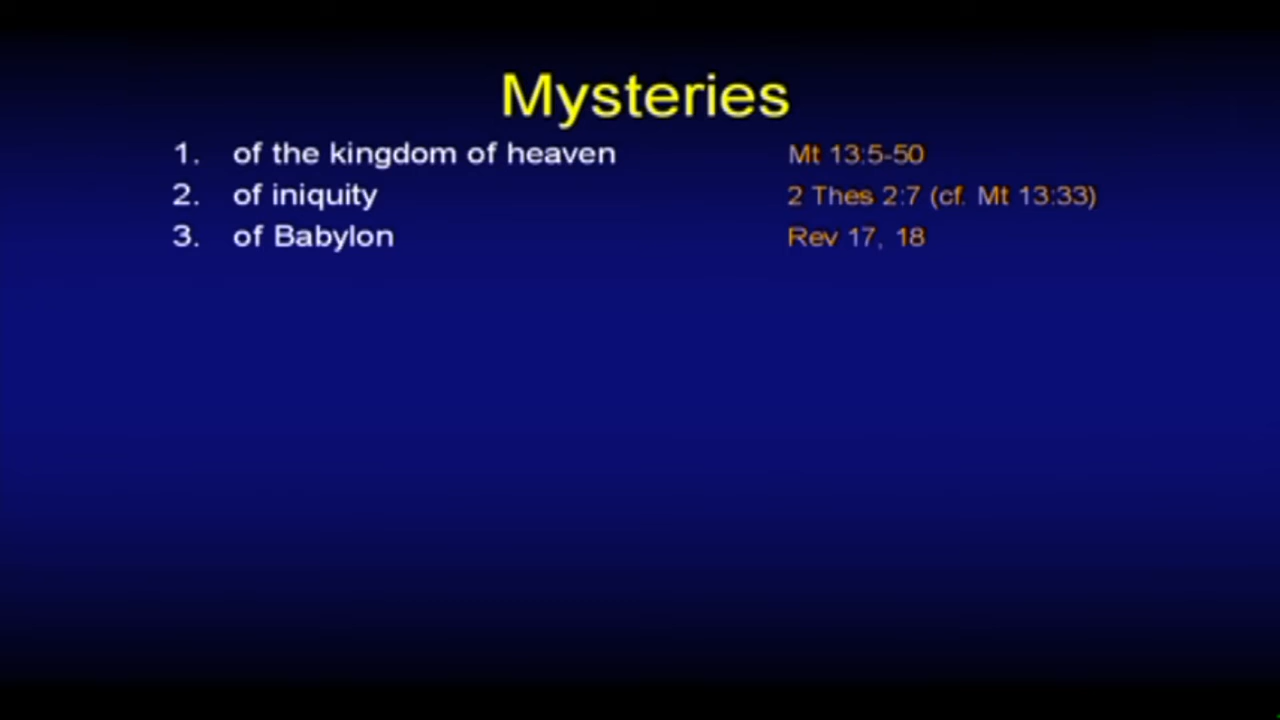 Mysteries
1. of the kingdom of heaven Mt 13:5-50
2. of iniquity 2 Thes 2:7 (cf. Mt 13:33)
3. of Babylon Rev 17, 18